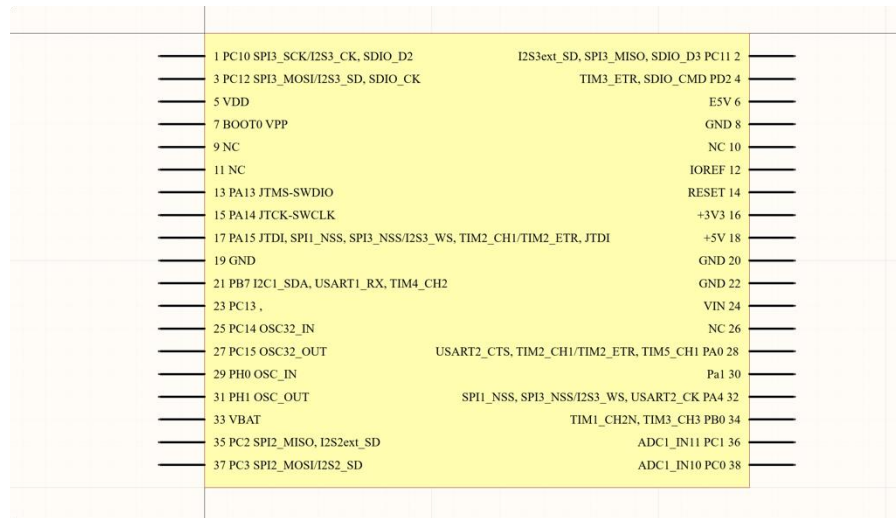 1 PC10 SPI3_SCK/I2S3_CK, SDIO_D2 I2S3ext_SD, SPI3_MISO, SDIO_D3 PC11 2
3 PC12 SPI3_MOSI/I2S3_SD, SDIO_CK TIM3_ETR, SDIO_CMD PD2 4
5 VDD E5V 6
7 BOOT0 VPP GND 8
9 NC NC 10
11 NC IOREF 12
13 PA13 JTMS-SWDIO RESET 14
15 PA14 JTCK-SWCLK +3V3 16
17 PA15 JTDI, SPI1_NSS, SPI3_NSS/I2S3_WS, TIM2_CH1/TIM2_ETR, JTDI +5V 18
19 GND GND 20
21 PB7 I2C1_SDA, USART1_RX, TIM4_CH2 GND 22
23 PC13 , VIN 24
25 PC14 OSC32_IN NC 26
27 PC15 OSC32_OUT USART2_CTS, TIM2_CH1/TIM2_ETR, TIM5_CH1 PA0 28
29 PH0 OSC_IN Pa1 30
31 PH1 OSC_OUT SPI1_NSS, SPI3_NSS/I2S3_WS, USART2_CK PA4 32
33 VBAT TIM1_CH2N, TIM3_CH3 PB0 34
35 PC2 SPI2_MISO, I2S2ext_SD ADC1_IN11 PC1 36
37 PC3 SPI2_MOSI/I2S2_SD ADC1_IN10 PC0 38